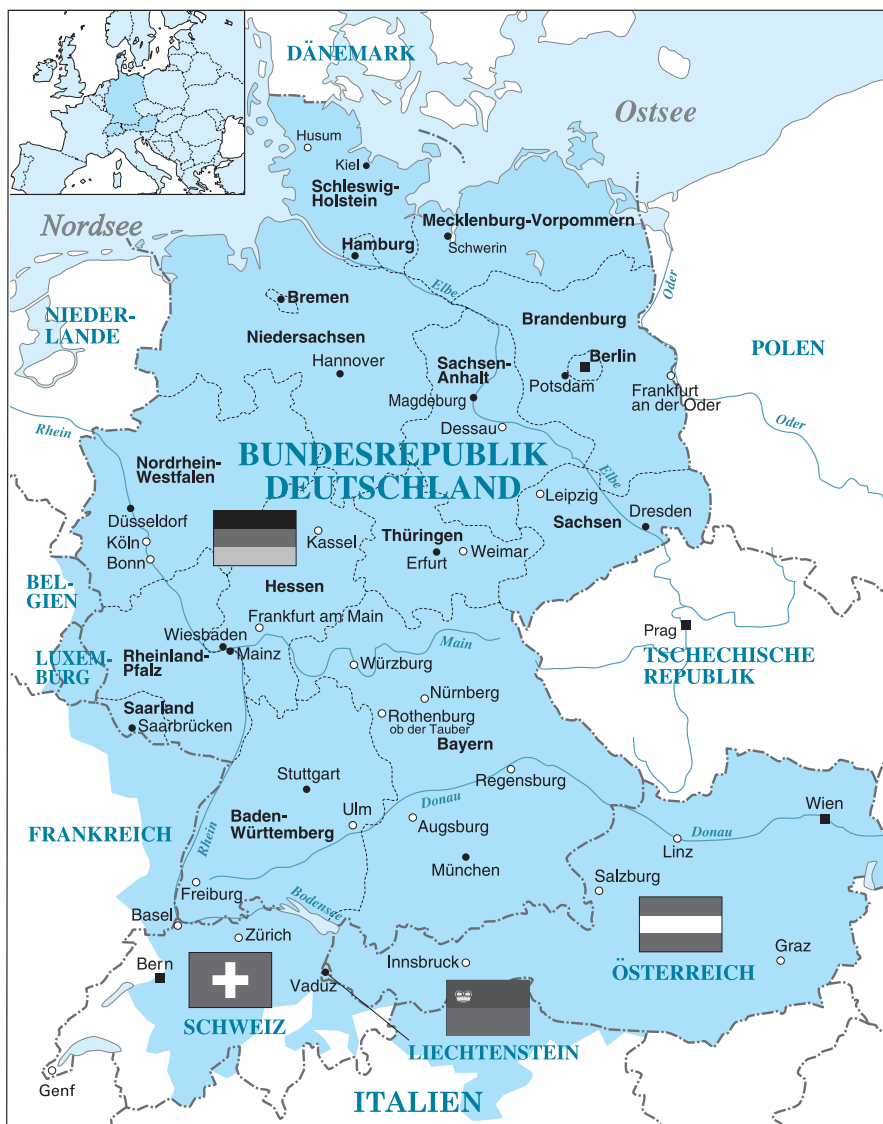 DÄNEMARK
Ostsee
Husum
Kiel
Schleswig-
Holstein
Mecklenburg-Vorpommern
Nordsee
Hamburg
Schwerin
Elbe
Oder
Bremen
NIEDER-
LANDE
Brandenburg
Niedersachsen
POLEN
Hannover
Sachsen-
Anhalt
Berlin
Potsdam
Frankfurt
an der Oder
Magdeburg
Dessau
Rhein
Oder
BUNDESREPUBLIK
DEUTSCHLAND
Nordrhein-
Westfalen
Elbe
Leipzig
Düsseldorf
Sachsen
Dresden
Köln
Kassel
Thüringen
Bonn
Erfurt
Weimar
BEL-
GIEN
Hessen
Frankfurt am Main
Wiesbaden
Main
Prag
LUXEM-
BURG
Rheinland-
Pfalz
Mainz
Würzburg
TSCHECHISCHE
REPUBLIK
Saarland
Saarbrücken
Nürnberg
Rothenburg
ob der Tauber
Bayern
Stuttgart
Regensburg
Donau
Ulm
Augsburg
Baden-
Württemberg
FRANKREICH
Rhein
Wien
Donau
Linz
München
Freiburg
Salzburg
Bodensee
Basel
Zürich
Bern
Innsbruck
Graz
ÖSTERREICH
Vaduz
SCHWEIZ
LIECHTENSTEIN
Genf
ITALIEN